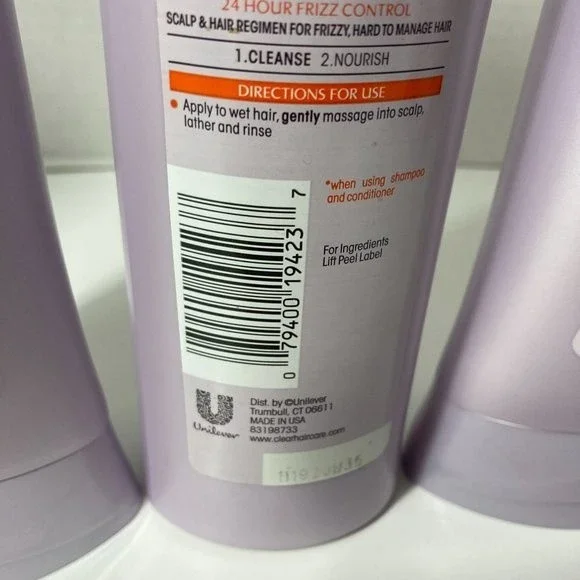 24 HOUR FRIZZ CONTROL
SCALP & HAIR REGIMEN FOR FRIZZY, HARD TO MANAGE HAIR
1.CLEANSE 2.NOURISH
DIRECTIONS FOR USE
• Apply to wet hair, gently massage into scalp,
lather and rinse
*when using shampoo
and conditioner
For Ingredients
Lift Peel Label
0 79400 19423 7
Unilever
Dist. by ©Unilever
Trumbull, CT 06611
MADE IN USA
83198733
www.clearhaircare.com